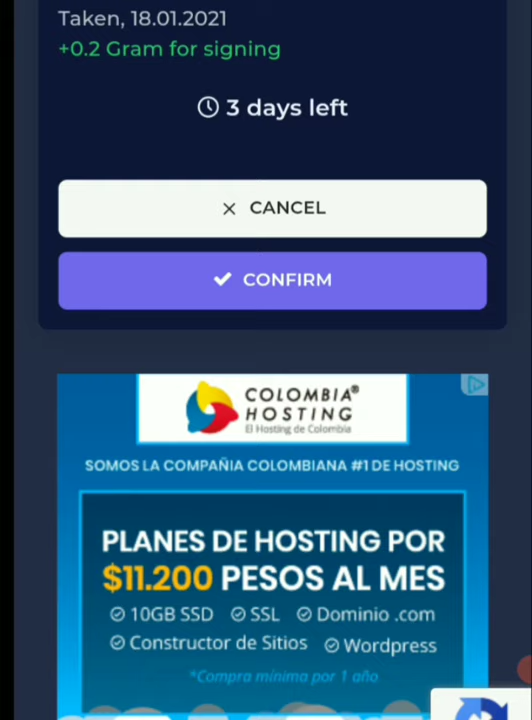 Taken, 18.01.2021
+0.2 Gram for signing
3 days left
CANCEL
CONFIRM
COLOMBIA®
HOSTING
El Hosting de Colombia
SOMOS LA COMPAÑIA COLOMBIANA #1 DE HOSTING
PLANES DE HOSTING POR
$11.200 PESOS AL MES
10GB SSD SSL Dominio .com
Constructor de Sitios Wordpress
*Compra mínima por 1 año